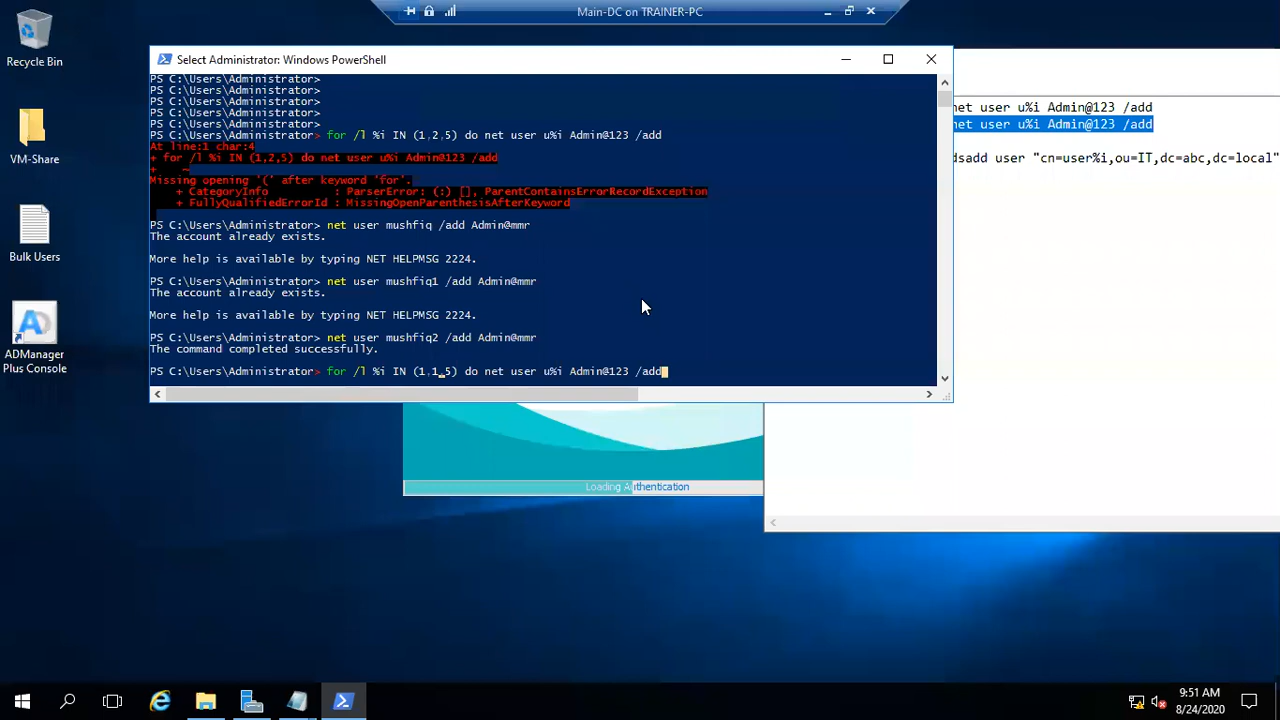 Main-DC on TRAINER-PC
Recycle Bin
VM-Share
Bulk Users
ADManager
Plus Console
Select Administrator: Windows PowerShell
PS C:\Users\Administrator>
PS C:\Users\Administrator>
PS C:\Users\Administrator>
PS C:\Users\Administrator>
PS C:\Users\Administrator>
PS C:\Users\Administrator> for /l %i IN (1,2,5) do net user u%i Admin@123 /add
At line:1 char:4
+ for /l %i IN (1,2,5) do net user u%i Admin@123 /add
+    ~
Missing opening '(' after keyword 'for'.
    + CategoryInfo          : ParserError: (:) [], ParentContainsErrorRecordException
    + FullyQualifiedErrorId : MissingOpenParenthesisAfterKeyword
PS C:\Users\Administrator> net user mushfiq /add Admin@mmr
The account already exists.
More help is available by typing NET HELPMSG 2224.
PS C:\Users\Administrator> net user mushfiq1 /add Admin@mmr
The account already exists.
More help is available by typing NET HELPMSG 2224.
PS C:\Users\Administrator> net user mushfiq2 /add Admin@mmr
The command completed successfully.
PS C:\Users\Administrator> for /l %i IN (1,1,5) do net user u%i Admin@123 /add
net user u%i Admin@123 /add
net user u%i Admin@123 /add
dsadd user "cn=user%i,ou=IT,dc=abc,dc=local"
Loading Authentication
9:51 AM
8/24/2020